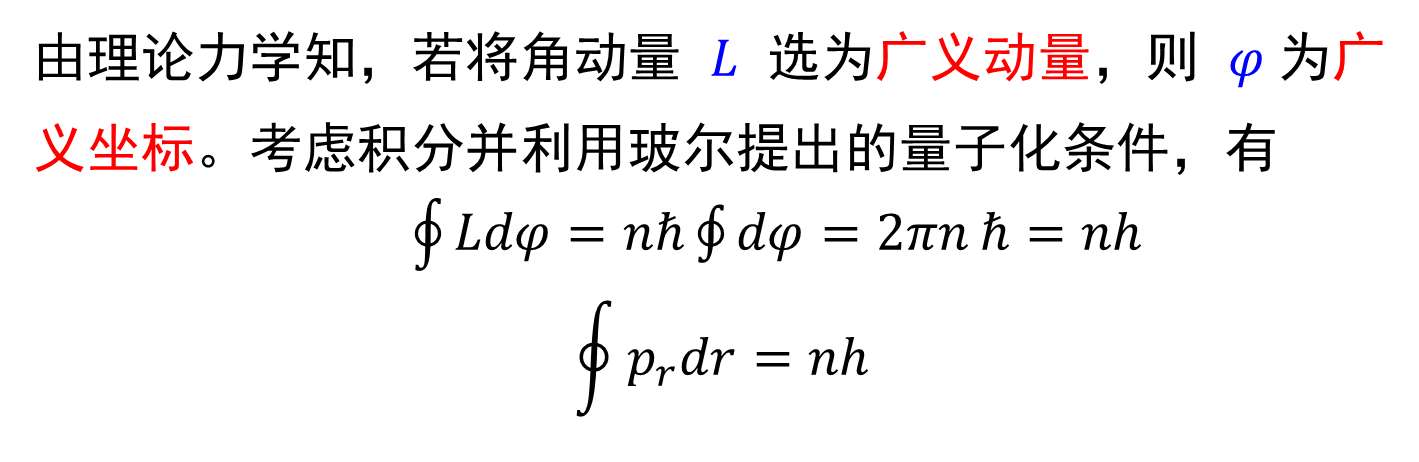 由理论力学知，若将角动量 L 选为广义动量，则 φ 为广
义坐标。考虑积分并利用玻尔提出的量子化条件，有
∮Ldφ = nℏ∮dφ = 2πn ℏ = nh
∮p_r dr = nh